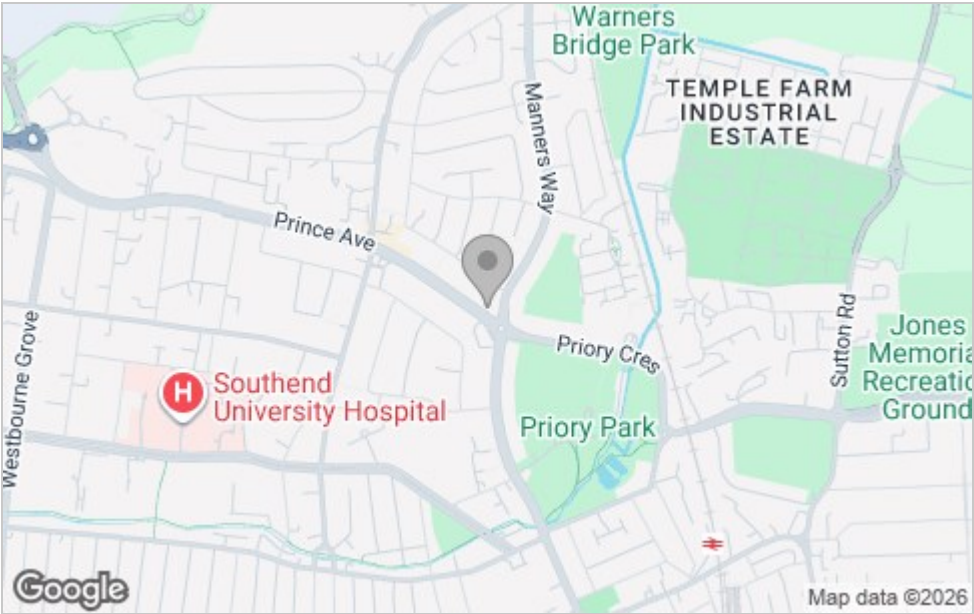 Warners
Bridge Park
TEMPLE FARM
INDUSTRIAL
ESTATE
Manners Way
Prince Ave
Priory Cres
Sutton Rd
Jones
Memoria
Recreatio
Ground
Westbourne Grove
H
Southend
University Hospital
Priory Park
Google
Map data ©2026